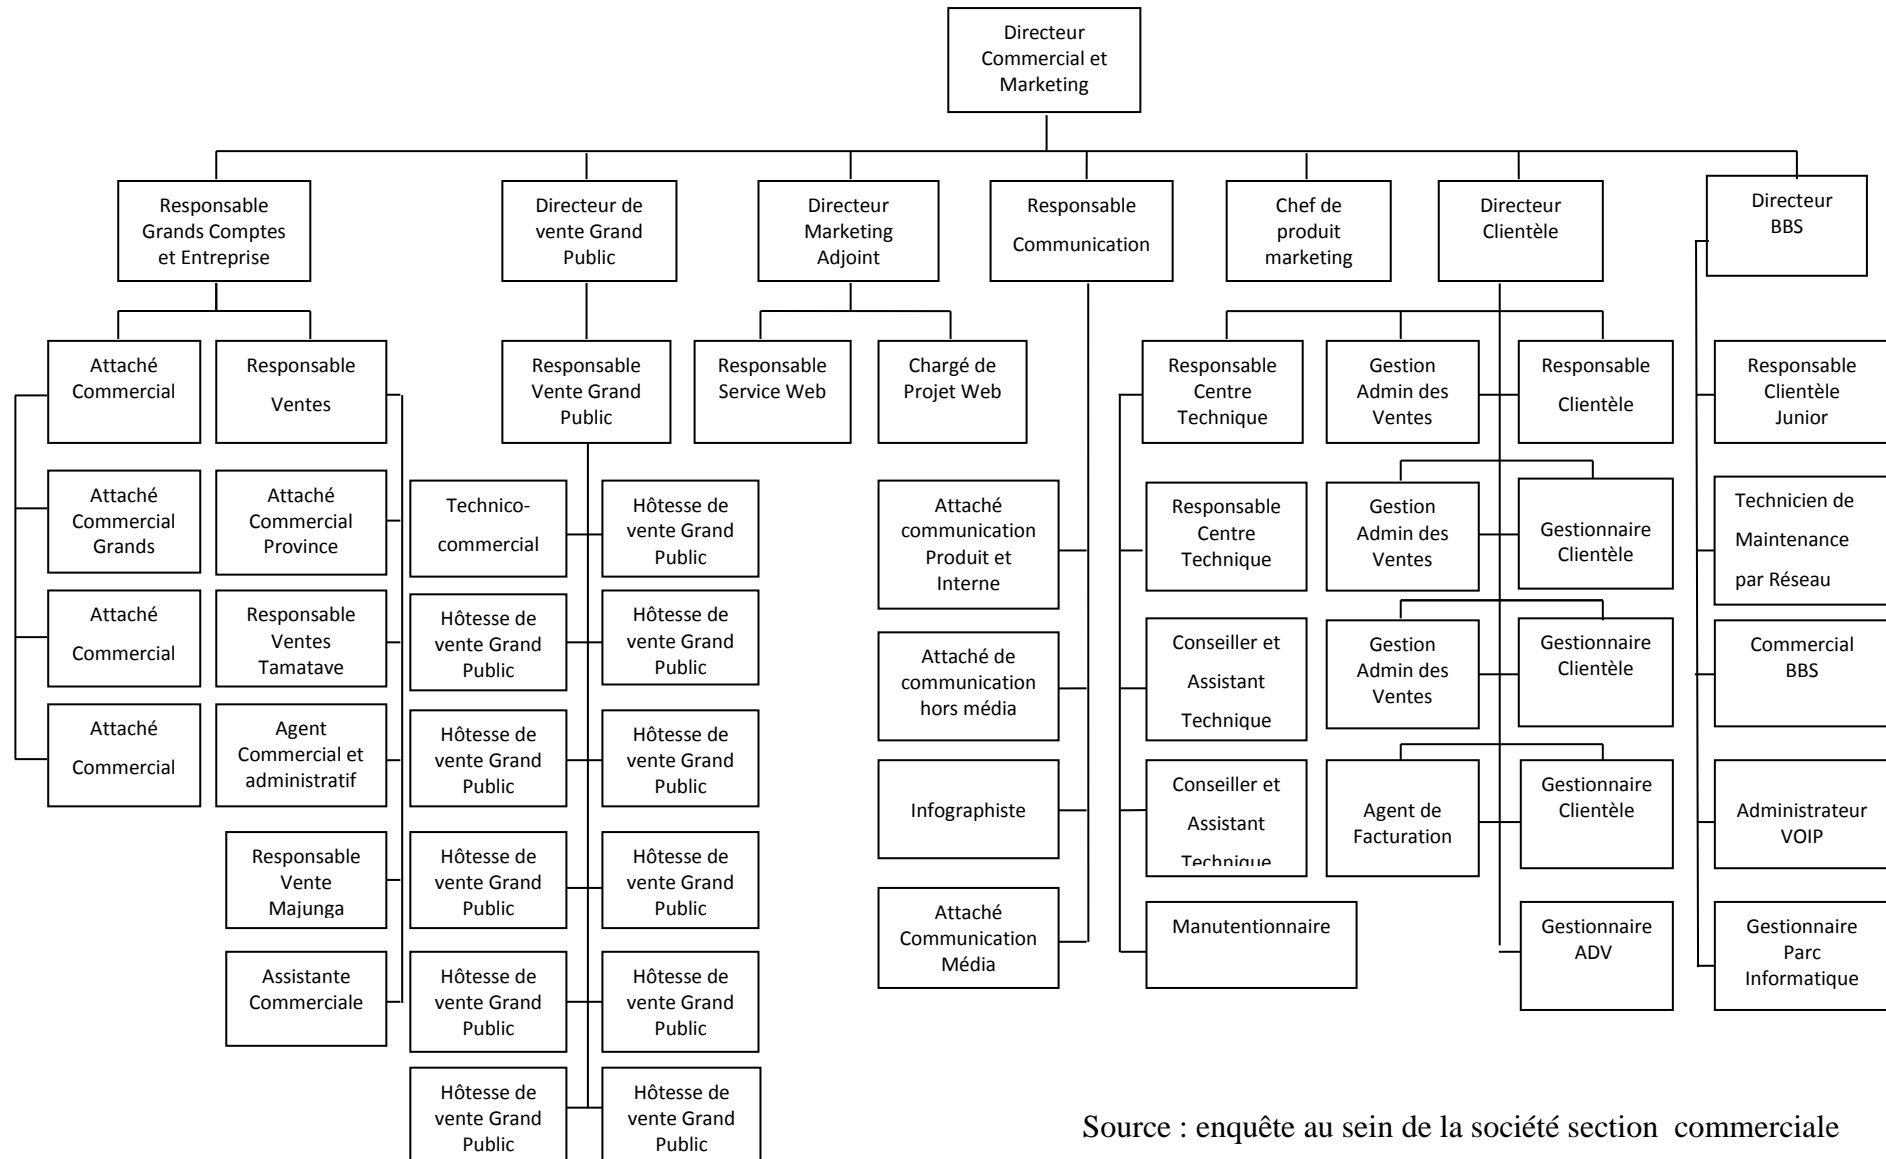 Directeur
Commercial et
Marketing
Responsable
Grands Comptes
et Entreprise
Directeur de
vente Grand
Public
Directeur
Marketing
Adjoint
Responsable
Communication
Chef de
produit
marketing
Directeur
Clientèle
Directeur
BBS
Attaché
Commercial
Responsable
Ventes
Responsable
Vente Grand
Public
Responsable
Service Web
Chargé de
Projet Web
Responsable
Centre
Technique
Gestion
Admin des
Ventes
Responsable
Clientèle
Responsable
Clientèle
Junior
Attaché
Commercial
Grands
Attaché
Commercial
Province
Technico-
commercial
Hôtesse de
vente Grand
Public
Attaché
communication
Produit et
Interne
Responsable
Centre
Technique
Gestion
Admin des
Ventes
Gestionnaire
Clientèle
Technicien de
Maintenance
par Réseau
Attaché
Commercial
Responsable
Ventes
Tamatave
Hôtesse de
vente Grand
Public
Hôtesse de
vente Grand
Public
Attaché de
communication
hors média
Conseiller et
Assistant
Technique
Gestion
Admin des
Ventes
Gestionnaire
Clientèle
Commercial
BBS
Attaché
Commercial
Agent
Commercial et
administratif
Hôtesse de
vente Grand
Public
Hôtesse de
vente Grand
Public
Infographiste
Conseiller et
Assistant
Technique
Agent de
Facturation
Gestionnaire
Clientèle
Administrateur
VOIP
Responsable
Vente
Majunga
Hôtesse de
vente Grand
Public
Hôtesse de
vente Grand
Public
Attaché
Communication
Média
Manutentionnaire
Gestionnaire
ADV
Gestionnaire
Parc
Informatique
Assistante
Commerciale
Hôtesse de
vente Grand
Public
Hôtesse de
vente Grand
Public
Hôtesse de
vente Grand
Public
Hôtesse de
vente Grand
Public
Source : enquête au sein de la société section commerciale